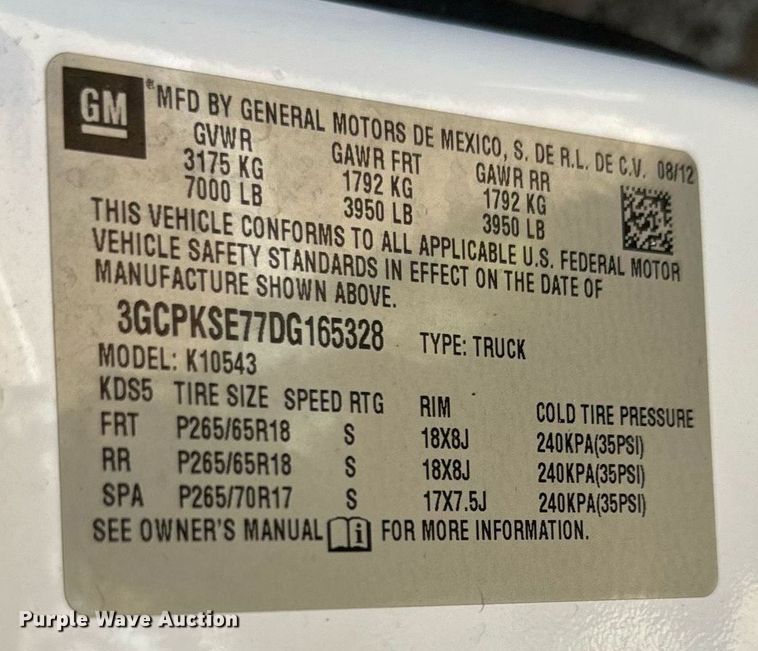 GM
®MFD BY GENERAL MOTORS DE MEXICO, S. DE R.L. DE C.V. 08/12
GVWR GAWR FRT GAWR RR
3175 KG 1792 KG 1792 KG
7000 LB 3950 LB 3950 LB
THIS VEHICLE CONFORMS TO ALL APPLICABLE U.S. FEDERAL MOTOR
VEHICLE SAFETY STANDARDS IN EFFECT ON THE DATE OF
MANUFACTURE SHOWN ABOVE.
3GCPKSE77DG165328 TYPE: TRUCK
MODEL: K10543
KDS5 TIRE SIZE SPEED RTG RIM COLD TIRE PRESSURE
FRT P265/65R18 S 18X8J 240KPA(35PSI)
RR P265/65R18 S 18X8J 240KPA(35PSI)
SPA P265/70R17 S 17X7.5J 240KPA(35PSI)
SEE OWNER'S MANUAL i FOR MORE INFORMATION.
Purple Wave Auction